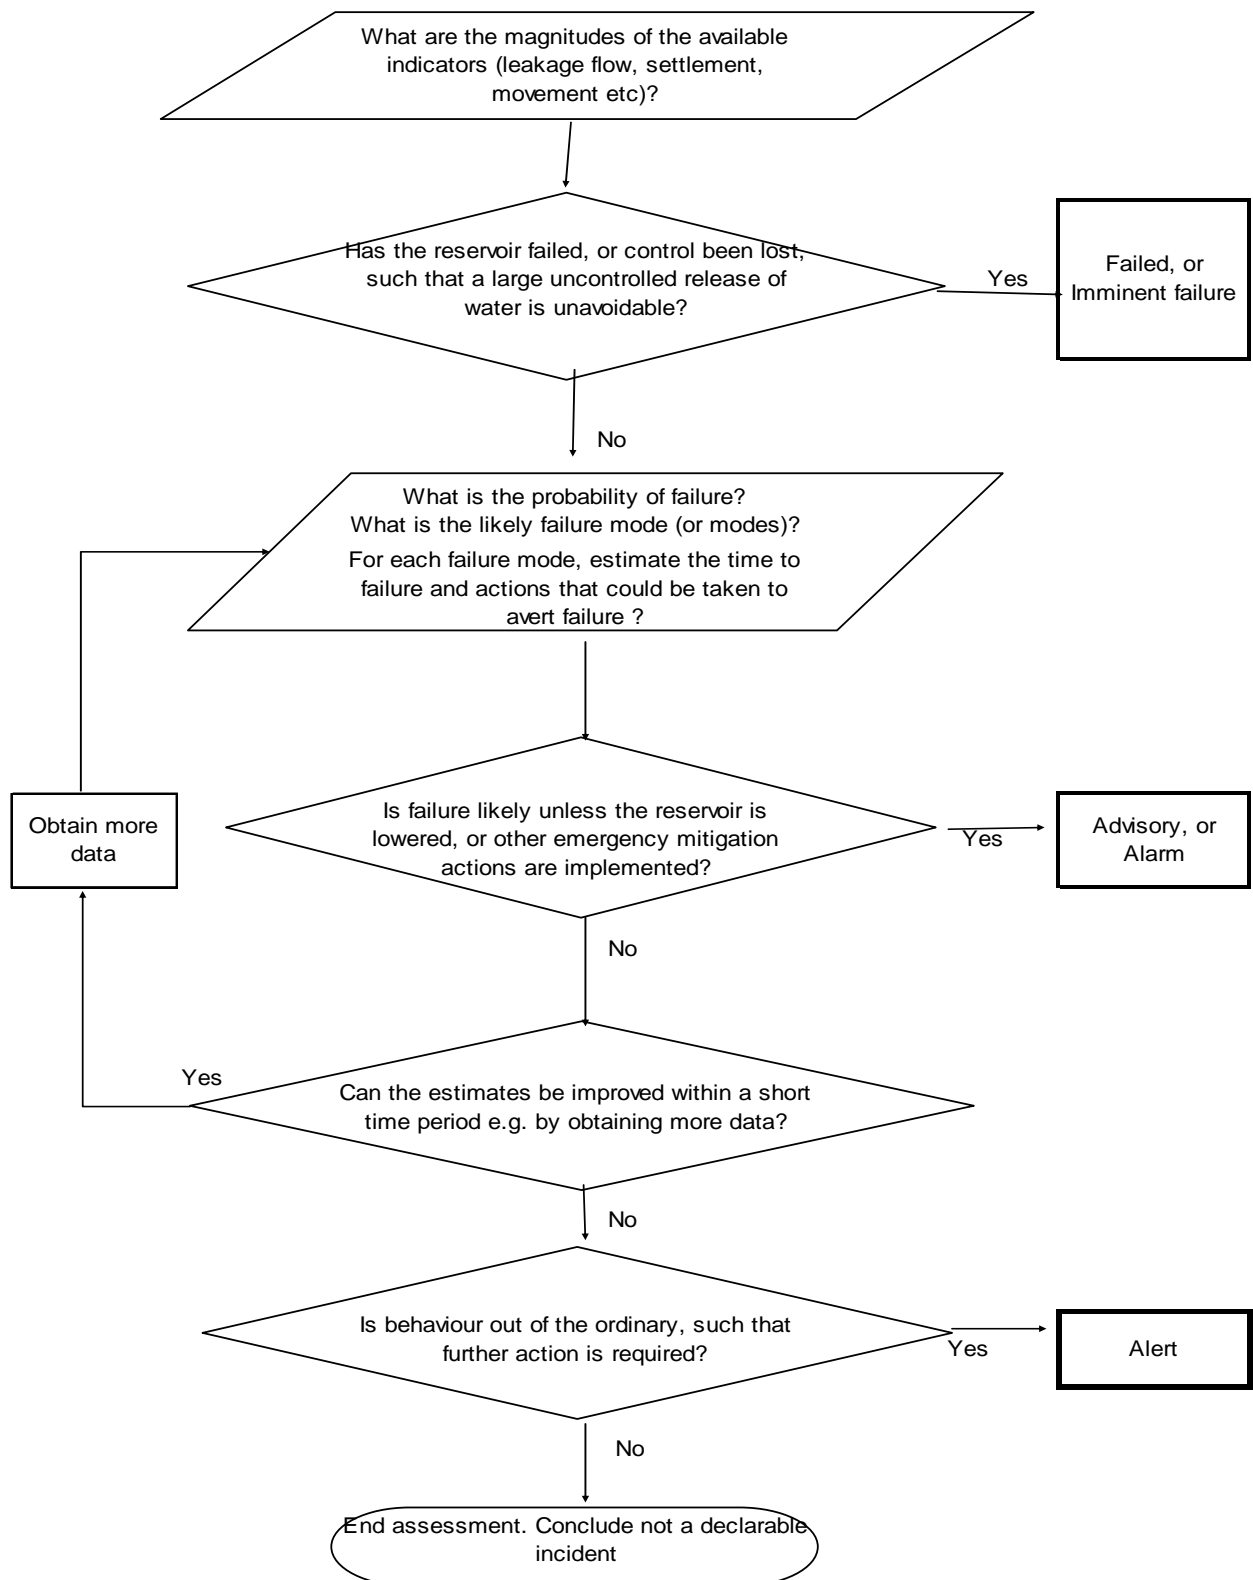 What are the magnitudes of the available
indicators (leakage flow, settlement,
movement etc)?
Has the reservoir failed, or control been lost,
such that a large uncontrolled release of
water is unavoidable?
Yes
Failed, or
Imminent failure
No
What is the probability of failure?
What is the likely failure mode (or modes)?
For each failure mode, estimate the time to
failure and actions that could be taken to
avert failure ?
Obtain more
data
Is failure likely unless the reservoir is
lowered, or other emergency mitigation
actions are implemented?
Yes
Advisory, or
Alarm
No
Yes
Can the estimates be improved within a short
time period e.g. by obtaining more data?
No
Is behaviour out of the ordinary, such that
further action is required?
Yes
Alert
No
End assessment. Conclude not a declarable
incident